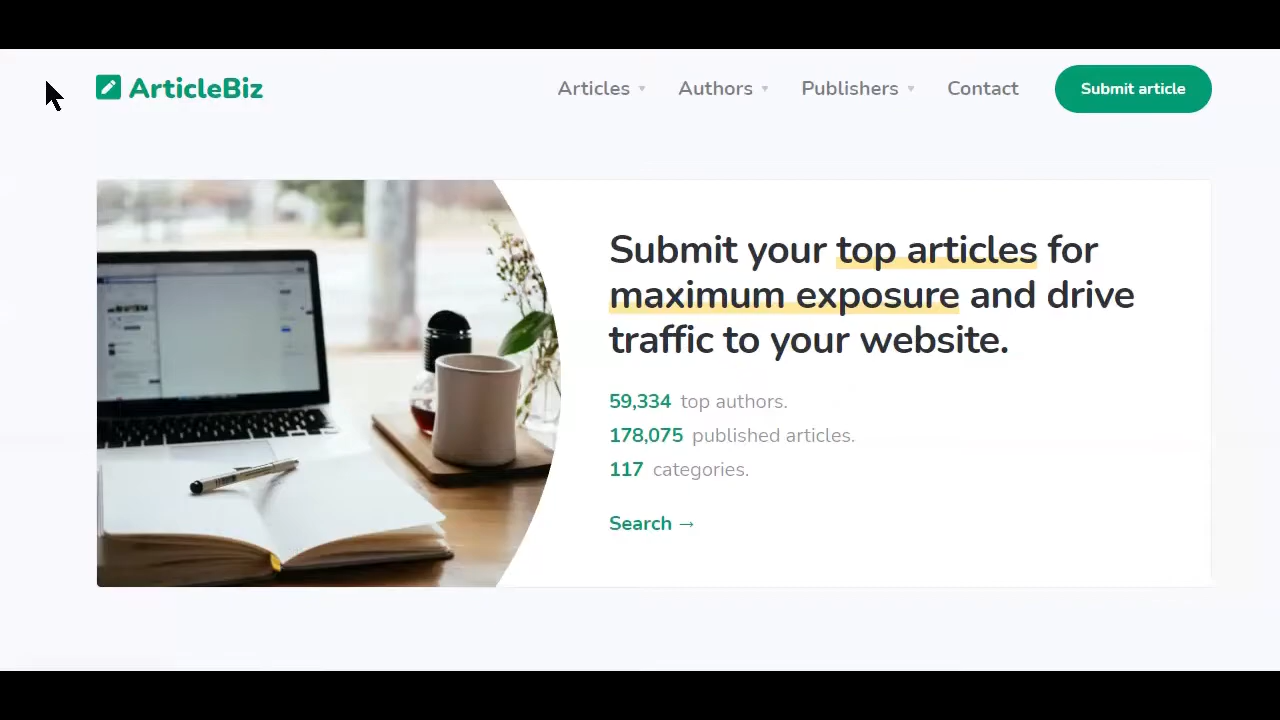 ArticleBiz
Articles
Authors
Publishers
Contact
Submit article
Submit your top articles for
maximum exposure and drive
traffic to your website.
59,334 top authors.
178,075 published articles.
117 categories.
Search →